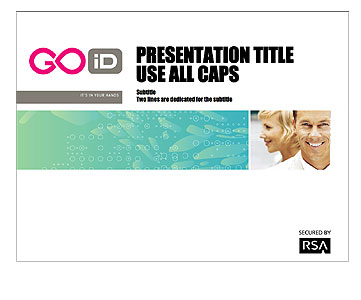 GO iD
PRESENTATION TITLE
USE ALL CAPS
IT'S IN YOUR HANDS
Subtitle
Two lines are dedicated for the subtitle
SECURED BY
RSA